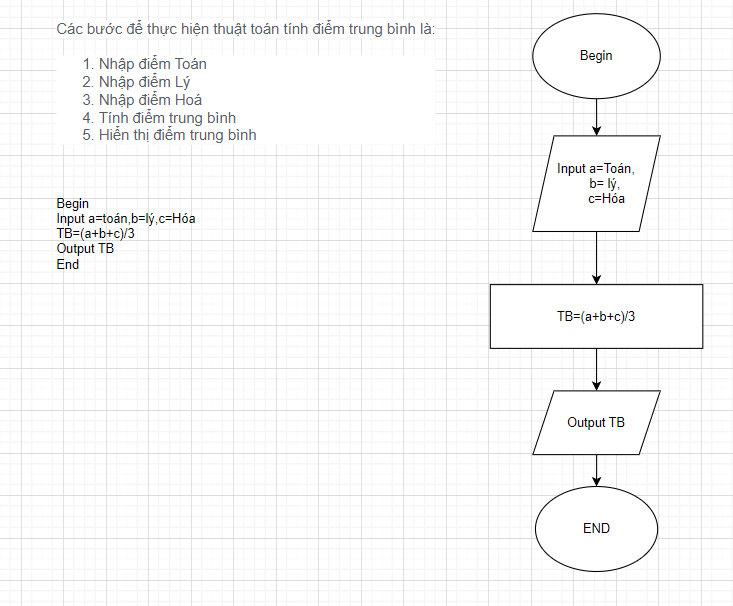 Các bước để thực hiện thuật toán tính điểm trung bình là:
1. Nhập điểm Toán
2. Nhập điểm Lý
3. Nhập điểm Hoá
4. Tính điểm trung bình
5. Hiển thị điểm trung bình
Begin
Input a=toán,b=lý,c=Hóa
TB=(a+b+c)/3
Output TB
End
Begin
Input a=Toán,
b= lý,
c=Hóa
TB=(a+b+c)/3
Output TB
END